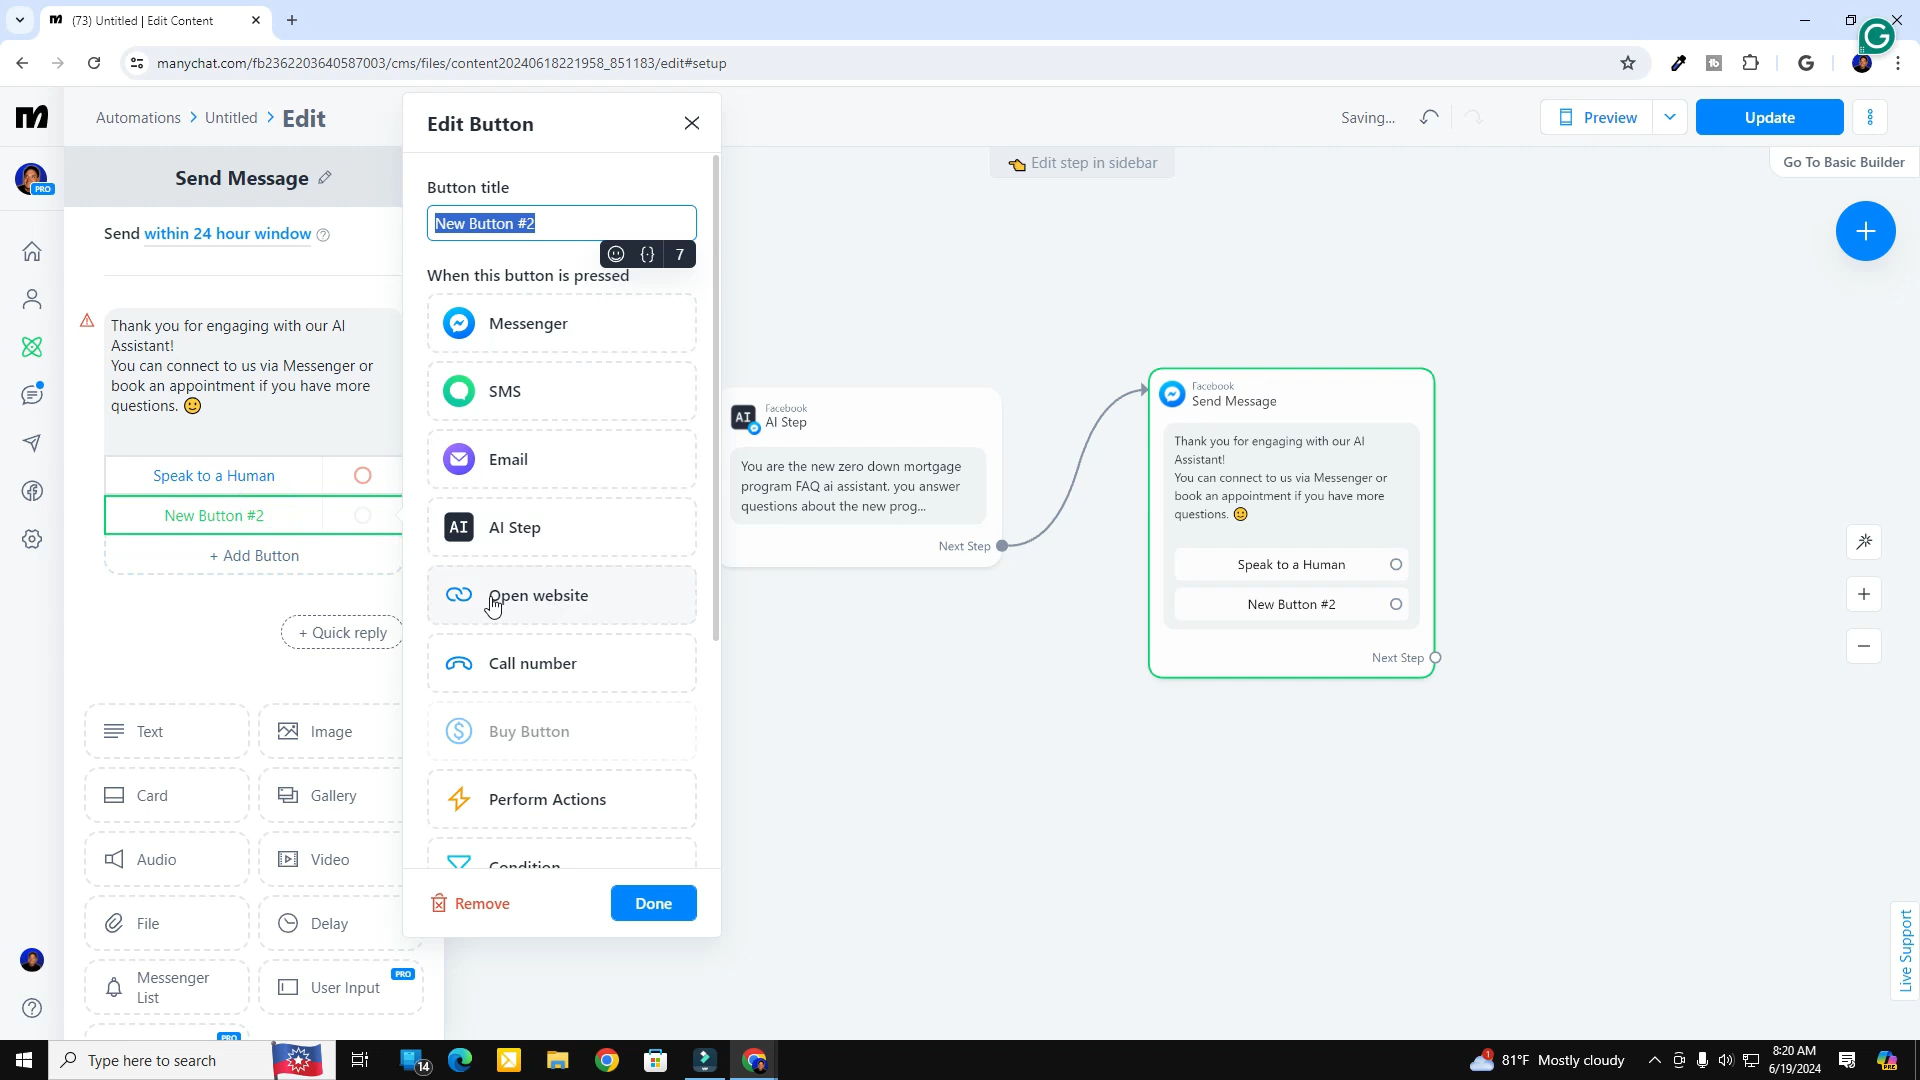 (73) Untitled | Edit Content
manychat.com/fb2362203640587003/cms/files/content20240618221958_851183/edit#setup
Automations > Untitled > Edit
Saving...
Preview
Update
Go To Basic Builder
PRO
Send Message
Send within 24 hour window
Thank you for engaging with our AI
Assistant!
You can connect to us via Messenger or
book an appointment if you have more
questions. 🙂
Speak to a Human
New Button #2
+ Add Button
+ Quick reply
Text
Image
Card
Gallery
Audio
Video
File
Delay
Messenger
List
User Input
PRO
PRO
Edit Button
Button title
New Button #2
7
When this button is pressed
Messenger
SMS
Email
AI
AI Step
Open website
Call number
Buy Button
Perform Actions
Condition
Remove
Done
👈 Edit step in sidebar
AI
Facebook
AI Step
You are the new zero down mortgage
program FAQ ai assistant. you answer
questions about the new prog...
Next Step
Facebook
Send Message
Thank you for engaging with our AI
Assistant!
You can connect to us via Messenger or
book an appointment if you have more
questions. 🙂
Speak to a Human
New Button #2
Next Step
Live Support
Type here to search
14
1
81°F Mostly cloudy
8:20 AM
6/19/2024